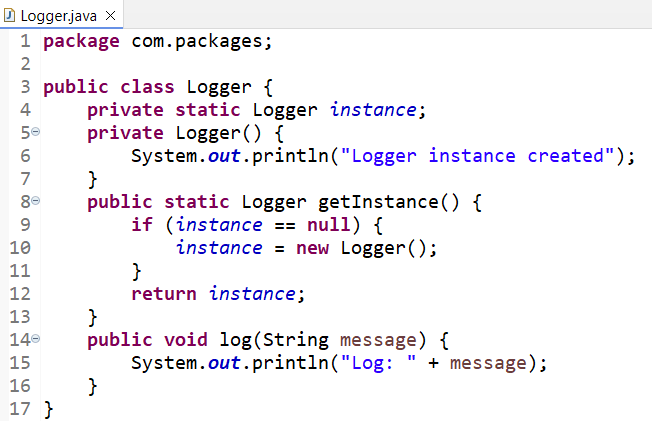 Logger.java
1 package com.packages;
2
3 public class Logger {
4     private static Logger instance;
5     private Logger() {
6         System.out.println("Logger instance created");
7     }
8     public static Logger getInstance() {
9         if (instance == null) {
10             instance = new Logger();
11         }
12         return instance;
13     }
14     public void log(String message) {
15         System.out.println("Log: " + message);
16     }
17 }